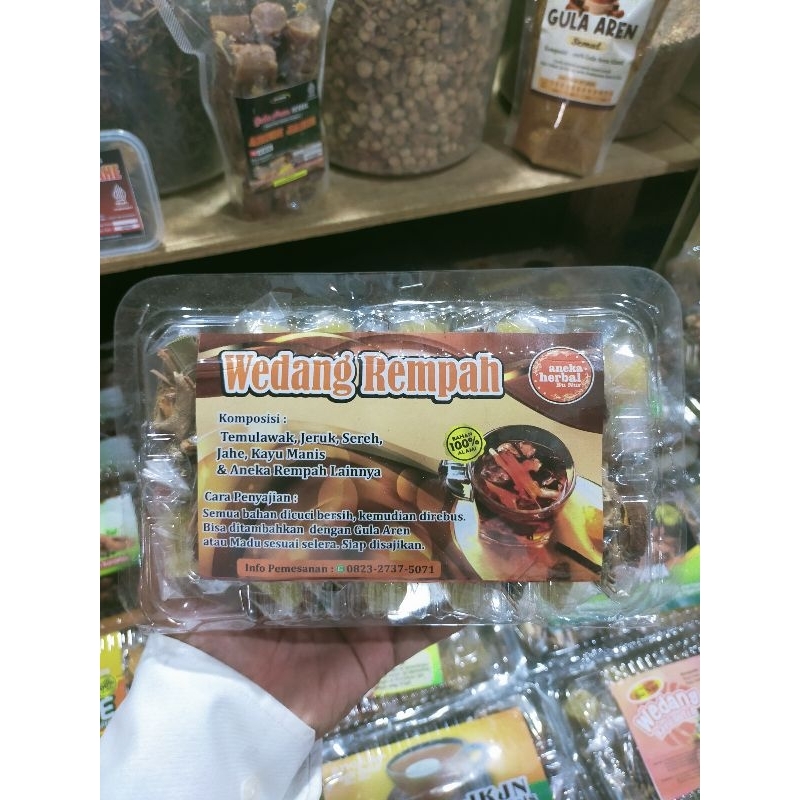 GULA AREN
Semut
Wedang Rempah
aneka
herbal
Bu Nur
Komposisi :
Temulawak, Jeruk, Sereh,
Jahe, Kayu Manis
& Aneka Rempah Lainnya
BAHAN
100%
ALAMI
Cara Penyajian :
Semua bahan dicuci bersih, kemudian direbus.
Bisa ditambahkan dengan Gula Aren
atau Madu sesuai selera. Siap disajikan.
Info Pemesanan : 0823-2737-5071